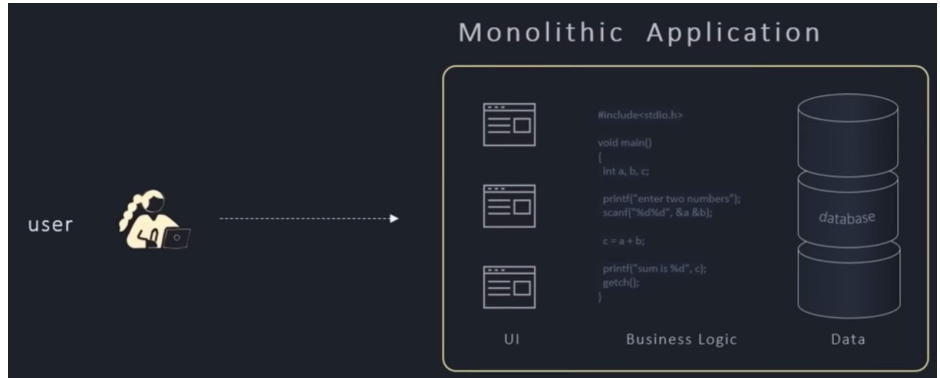 Monolithic Application
user
#include<stdio.h>
void main()
{
int a, b, c;
printf("enter two numbers");
scanf("%d%d", &a &b);
c = a + b;
printf("sum is %d", c);
getch();
}
database
UI
Business Logic
Data